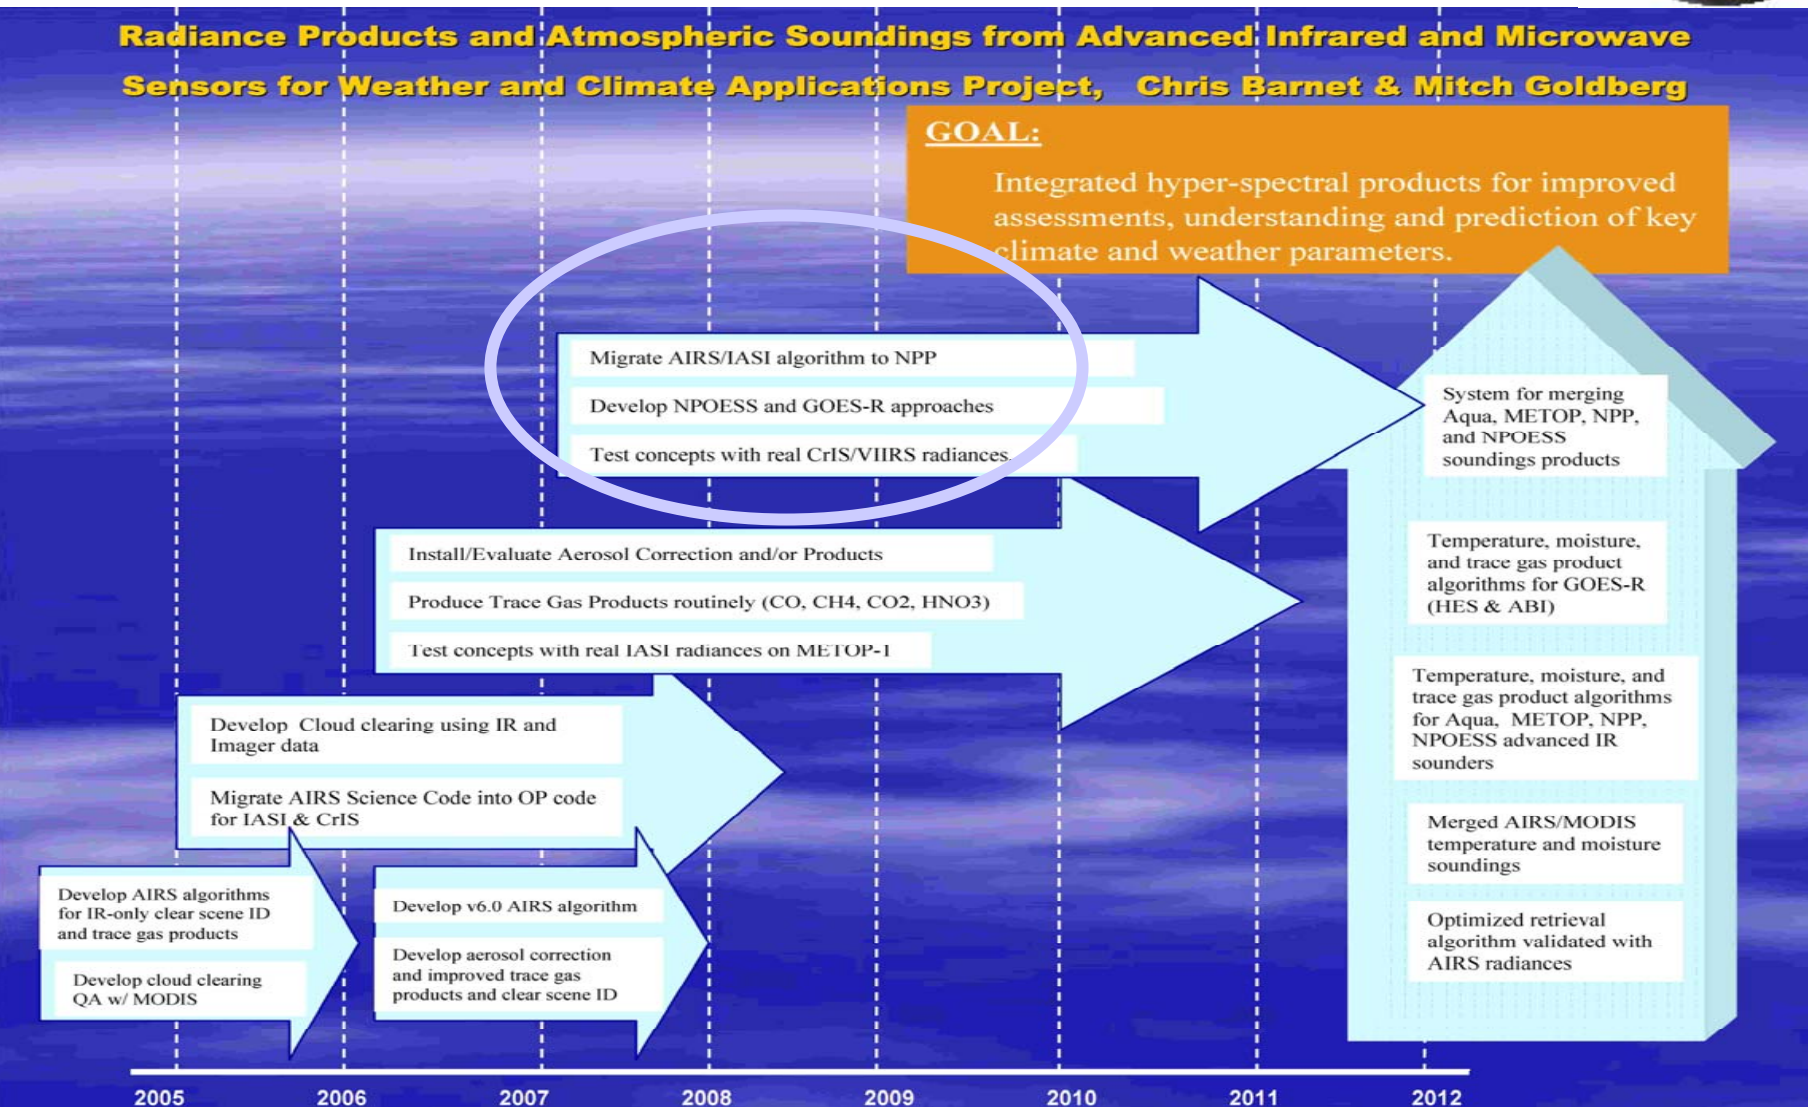 Radiance Products and Atmospheric Soundings from Advanced Infrared and Microwave
Sensors for Weather and Climate Applications Project, Chris Barnet & Mitch Goldberg
GOAL:
Integrated hyper-spectral products for improved
assessments, understanding and prediction of key
climate and weather parameters.
Migrate AIRS/IASI algorithm to NPP
Develop NPOESS and GOES-R approaches
Test concepts with real CrIS/VIIRS radiances.
Install/Evaluate Aerosol Correction and/or Products
Produce Trace Gas Products routinely (CO, CH4, CO2, HNO3)
Test concepts with real IASI radiances on METOP-1
Develop Cloud clearing using IR and
Imager data
Migrate AIRS Science Code into OP code
for IASI & CrIS
Develop AIRS algorithms
for IR-only clear scene ID
and trace gas products
Develop cloud clearing
QA w/ MODIS
Develop v6.0 AIRS algorithm
Develop aerosol correction
and improved trace gas
products and clear scene ID
System for merging
Aqua, METOP, NPP,
and NPOESS
soundings products
Temperature, moisture,
and trace gas product
algorithms for GOES-R
(HES & ABI)
Temperature, moisture, and
trace gas product algorithms
for Aqua, METOP, NPP,
NPOESS advanced IR
sounders
Merged AIRS/MODIS
temperature and moisture
soundings
Optimized retrieval
algorithm validated with
AIRS radiances
2005 2006 2007 2008 2009 2010 2011 2012